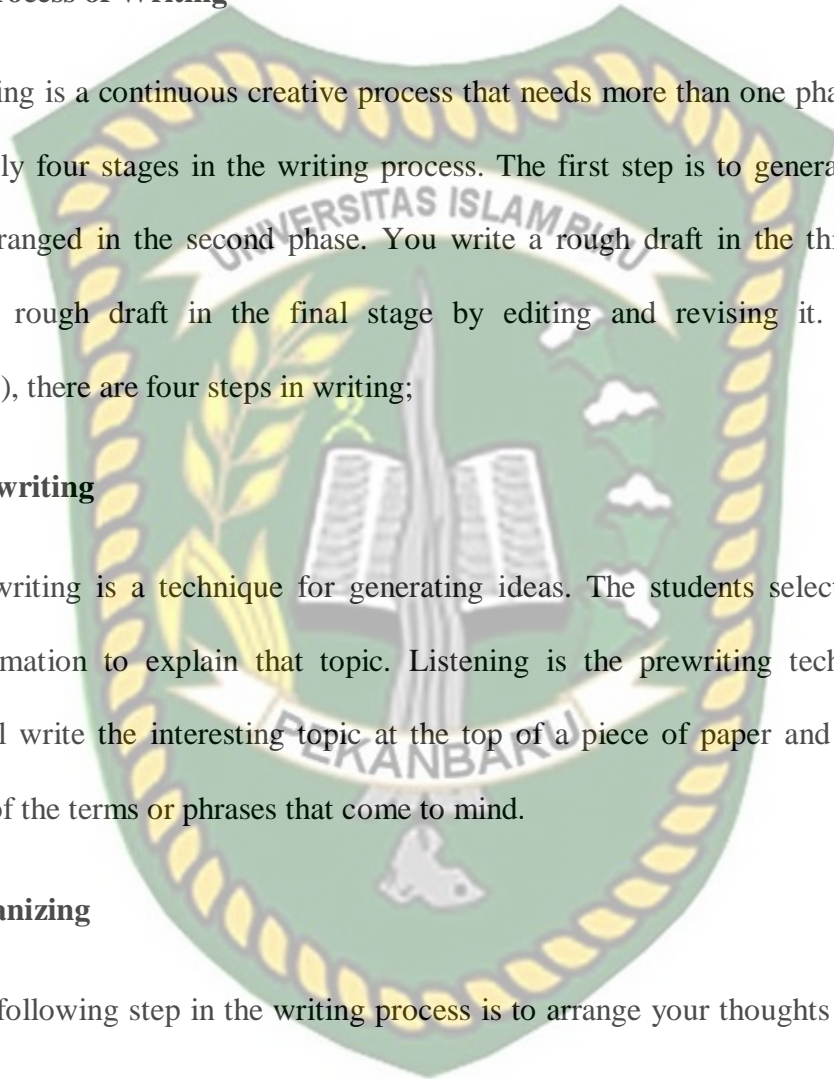 ing is a continuous creative process that needs more than one pha
ly four stages in the writing process. The first step is to genera
UNIVERSITAS ISLAM RIAU
ranged in the second phase. You write a rough draft in the thi
rough draft in the final stage by editing and revising it.
), there are four steps in writing;
writing
writing is a technique for generating ideas. The students select
mation to explain that topic. Listening is the prewriting tech
l write the interesting topic at the top of a piece of paper and
PEKANBARU
of the terms or phrases that come to mind.
anizing
following step in the writing process is to arrange your thoughts